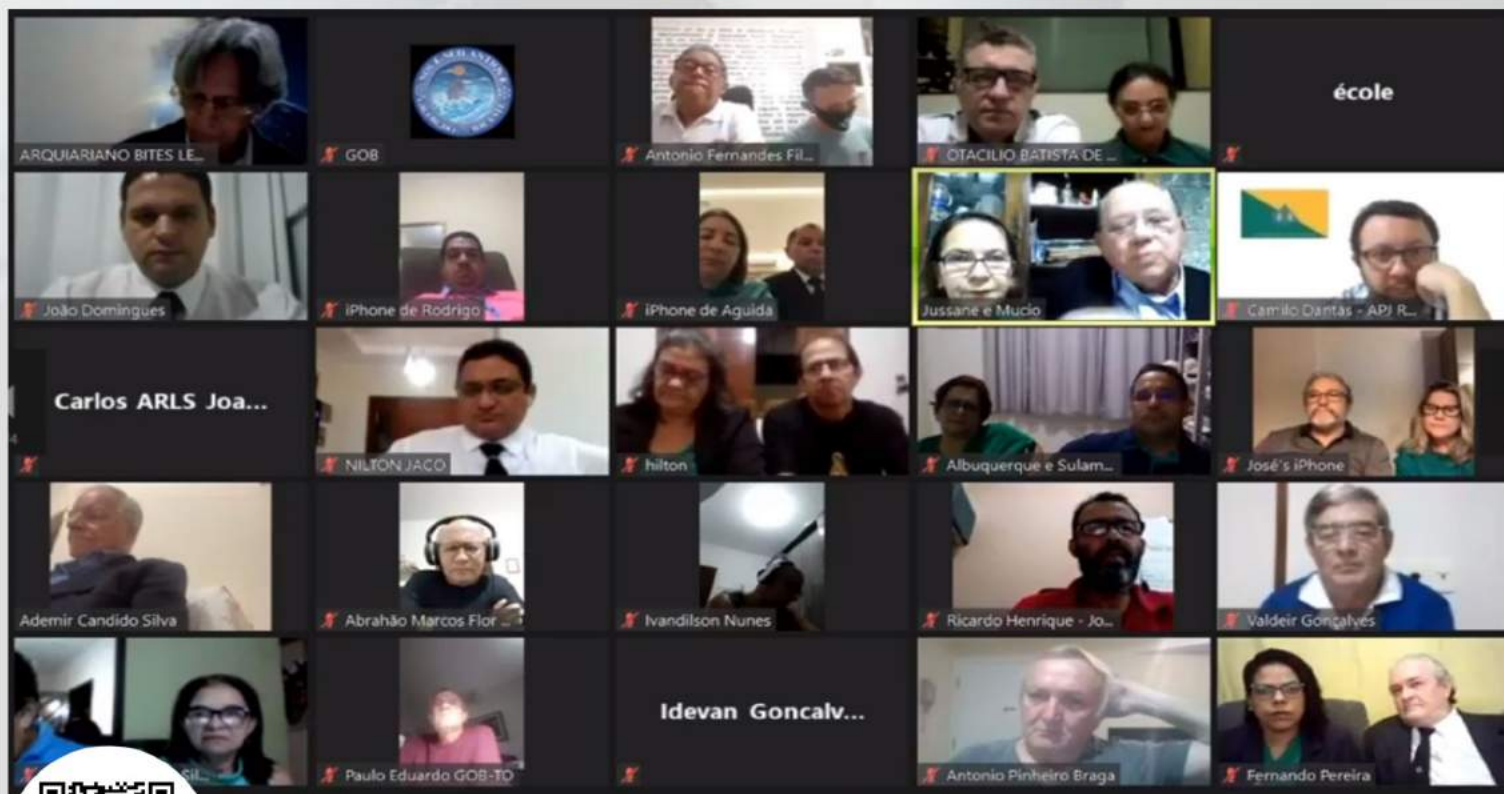 ARQUIARIANO BITES LE...
GOB
Antonio Fernandes Fil...
OTACILIO BATISTA DE ...
école
João Domingues
iPhone de Rodrigo
iPhone de Aguida
Jussane e Mucio
Camilo Dantas - APJ R...
Carlos ARLS Joa...
NILTON JACO
hilton
Albuquerque e Sulam...
José's iPhone
Ademir Candido Silva
Abrahão Marcos Flor ...
Ivandilson Nunes
Ricardo Henrique - Jo...
Valdeir Gonçalves
Sil...
Paulo Eduardo GOB-TO
Idevan Goncalv...
Antonio Pinheiro Braga
Fernando Pereira